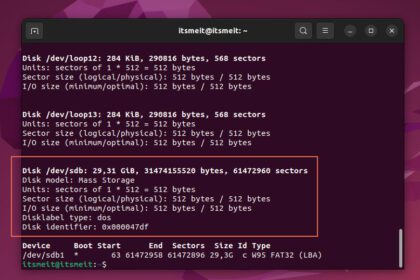 itsmeit@itsmeit: ~
Disk /dev/loop12: 284 KiB, 290816 bytes, 568 sectors
Units: sectors of 1 * 512 = 512 bytes
Sector size (logical/physical): 512 bytes / 512 bytes
I/O size (minimum/optimal): 512 bytes / 512 bytes
Disk /dev/loop13: 284 KiB, 290816 bytes, 568 sectors
Units: sectors of 1 * 512 = 512 bytes
Sector size (logical/physical): 512 bytes / 512 bytes
I/O size (minimum/optimal): 512 bytes / 512 bytes
Disk /dev/sdb: 29,31 GiB, 31474155520 bytes, 61472960 sectors
Disk model: Mass Storage
Units: sectors of 1 * 512 = 512 bytes
Sector size (logical/physical): 512 bytes / 512 bytes
I/O size (minimum/optimal): 512 bytes / 512 bytes
Disklabel type: dos
Disk identifier: 0x000047df
Device Boot Start End Sectors Size Id Type
/dev/sdb1 * 63 61472958 61472896 29,3G c W95 FAT32 (LBA)
itsmeit@itsmeit:~$